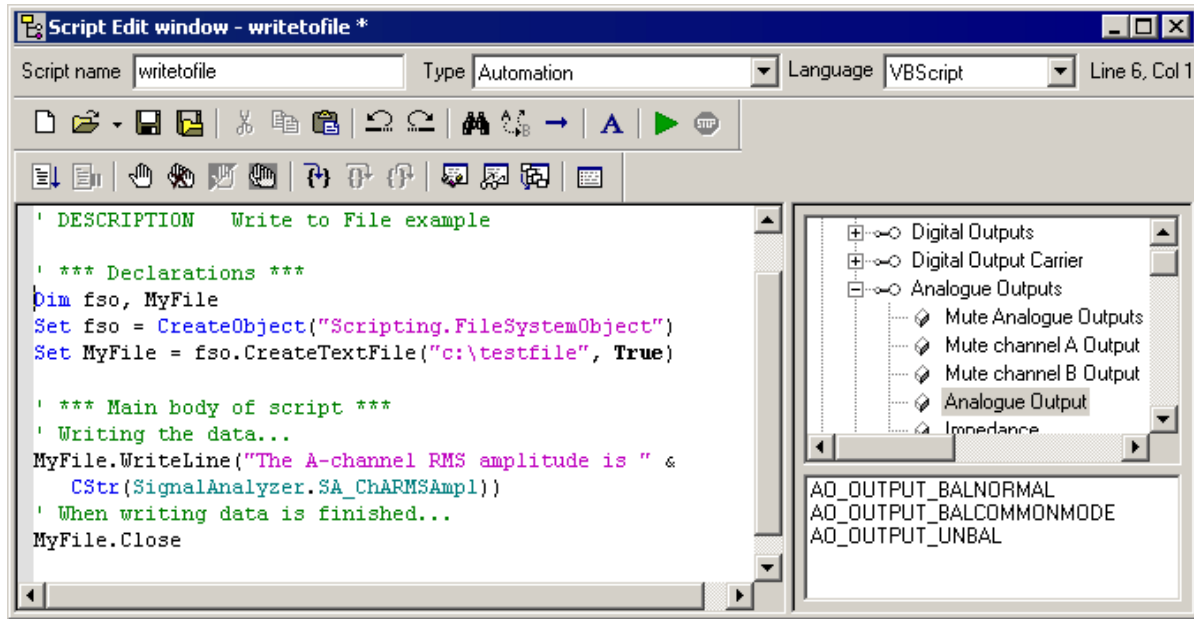 Script Edit window - writetofile *
Script name writetofile Type Automation Language VBScript Line 6, Col 1
A STOP
' DESCRIPTION   Write to File example
' *** Declarations ***
Dim fso, MyFile
Set fso = CreateObject("Scripting.FileSystemObject")
Set MyFile = fso.CreateTextFile("c:\testfile", True)
' *** Main body of script ***
' Writing the data...
MyFile.WriteLine("The A-channel RMS amplitude is " &
   CStr(SignalAnalyzer.SA_ChARMSAmpl))
' When writing data is finished...
MyFile.Close
Digital Outputs
Digital Output Carrier
Analogue Outputs
Mute Analogue Outputs
Mute channel A Output
Mute channel B Output
Analogue Output
Impedance
AO_OUTPUT_BALNORMAL
AO_OUTPUT_BALCOMMONMODE
AO_OUTPUT_UNBAL